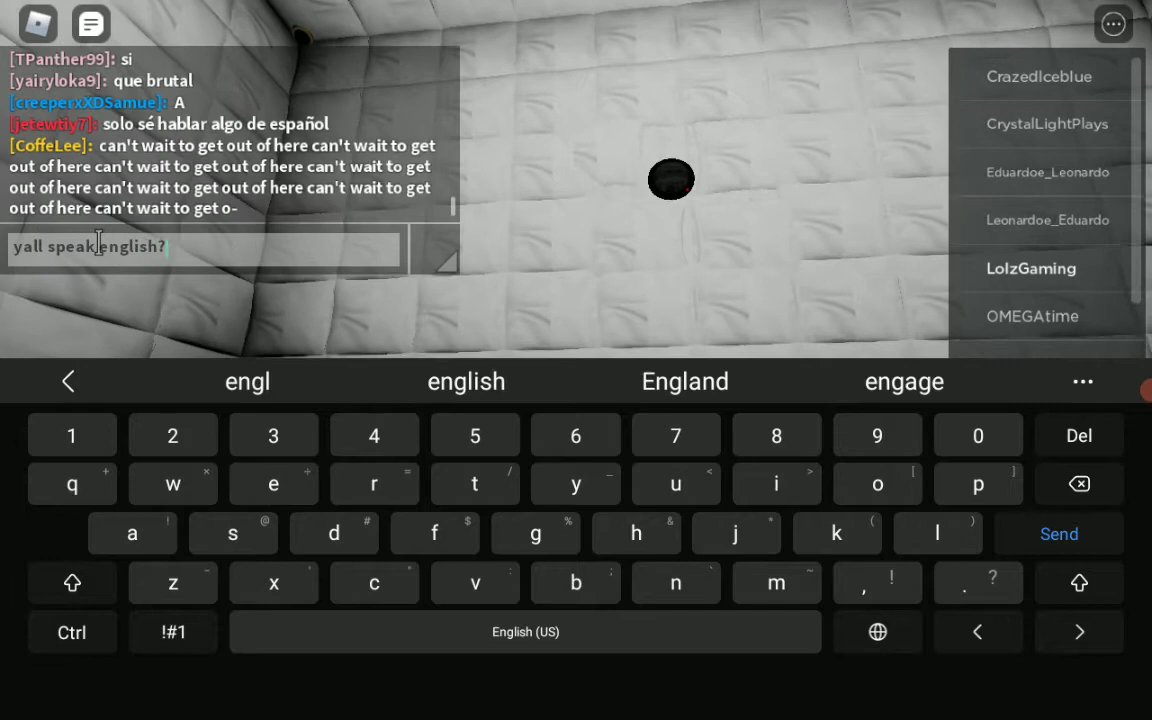 [TPanther99]: si
[yairyloka9]: que brutal
[creeperxXDSamue]: A
[jetewtiy7]: solo sé hablar algo de español
[CoffeLee]: can't wait to get out of here can't wait to get
out of here can't wait to get out of here can't wait to get
out of here can't wait to get out of here can't wait to get
out of here can't wait to get o-
yall speak english?
CrazedIceblue
CrystalLightPlays
Eduardoe_Leonardo
Leonardoe_Eduardo
LolzGaming
OMEGAtime
engl english England engage ...
1 2 3 4 5 6 7 8 9 0 Del
q + w × e ÷ r = t / y _ u < i > o [ p ]
a ! s @ d # f $ g % h & j * k ( l ) Send
z - x ' c " v : b ; n ` m ~ , ! . ?
Ctrl !#1 English (US) < >